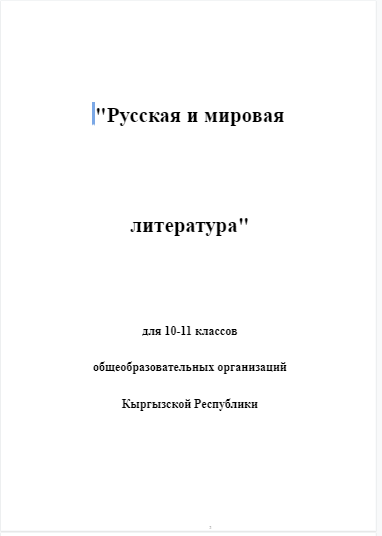 "Русская и мировая
литература"
для 10-11 классов
общеобразовательных организаций
Кыргызской Республики